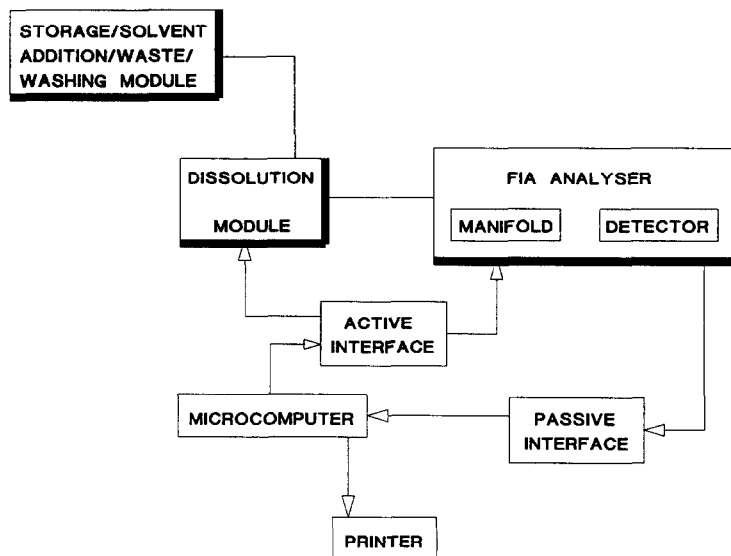 STORAGE/SOLVENT
ADDITION/WASTE/
WASHING MODULE
DISSOLUTION
MODULE
FIA ANALYSER
MANIFOLD
DETECTOR
ACTIVE
INTERFACE
MICROCOMPUTER
PASSIVE
INTERFACE
PRINTER